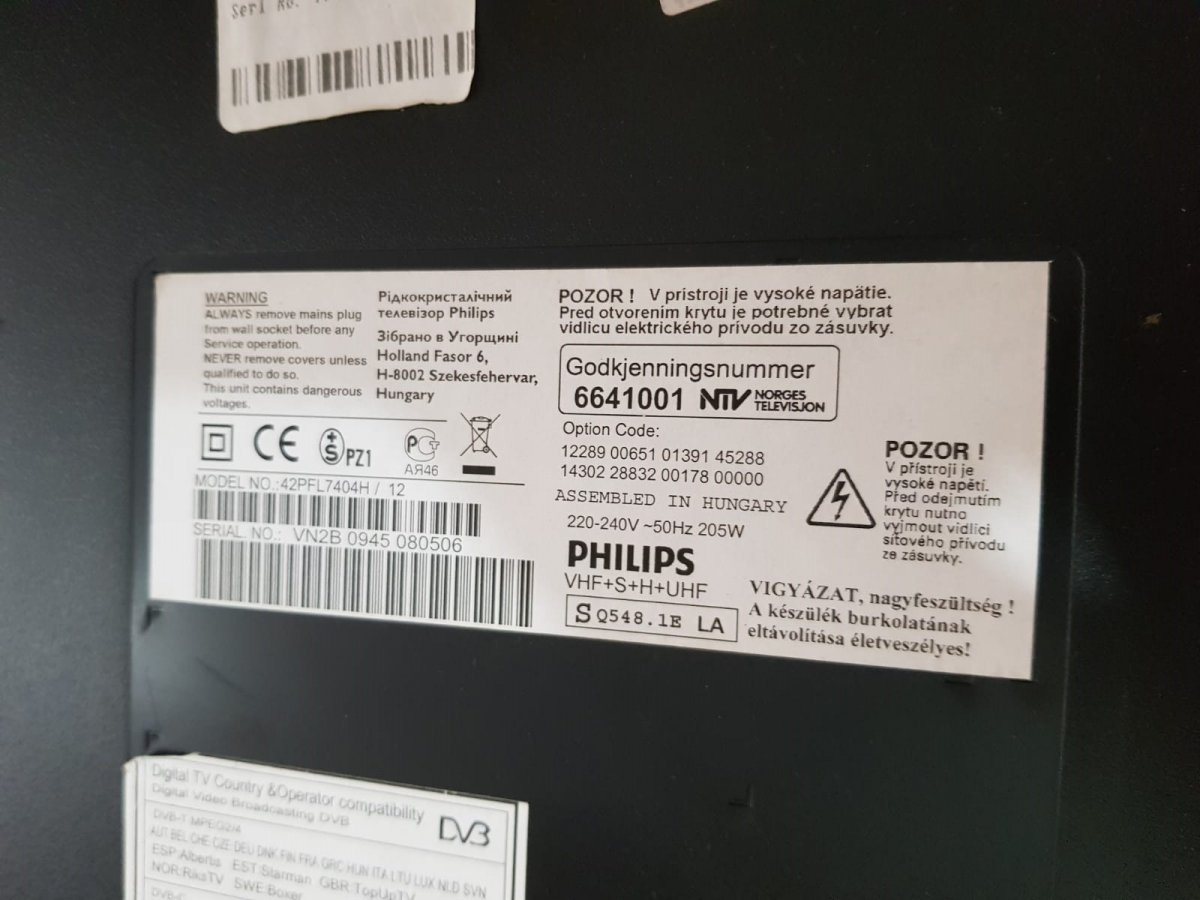 Seri No.
WARNING
ALWAYS remove mains plug
from wall socket before any
Service operation.
NEVER remove covers unless
qualified to do so.
This unit contains dangerous
voltages.
Рідкокристалічний
телевізор Philips
Зібрано в Угорщині
Holland Fasor 6,
H-8002 Szekesfehervar,
Hungary
CE
S PZ1
РСТ
АЯ46
MODEL NO.:42PFL7404H / 12
SERIAL. NO.: VN2B 0945 080506
POZOR ! V prístroji je vysoké napätie.
Pred otvorením krytu je potrebné vybrat
vidlicu elektrického prívodu zo zásuvky.
Godkjenningsnummer
6641001 NTV NORGES
TELEVISJON
Option Code:
12289 00651 01391 45288
14302 28832 00178 00000
ASSEMBLED IN HUNGARY
220-240V ~50Hz 205W
PHILIPS
VHF+S+H+UHF
S Q548.1E LA
POZOR !
V přístroji je
vysoké napětí.
Před odejmutím
krytu nutno
vyjmout vidlici
síťového přívodu
ze zásuvky.
VIGYÁZAT, nagyfeszültség !
A készülék burkolatának
eltávolítása életveszélyes!
Digital TV Country &Operator compatibility
Digital Video Broadcasting DVB
DVB
DVB-T MPEG2/4
AUT BEL CHE CZE DEU DNK FIN FRA GRC HUN ITA LTU LUX NLD SVN
ESP:Albertis EST:Starman GBR:TopUpTV
NOR:RiksTV SWE:Boxer
DVB-C